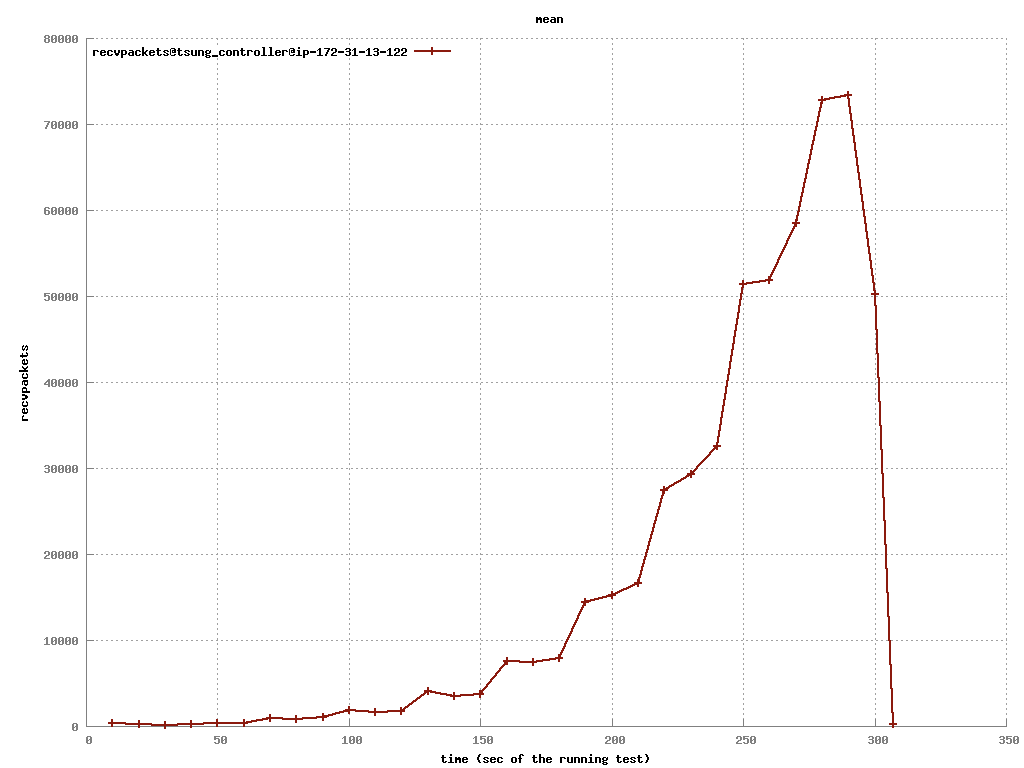 mean
80000
recvpackets@tsung_controller@ip-172-31-13-122
70000
60000
50000
recvpackets
40000
30000
20000
10000
0
0 50 100 150 200 250 300 350
time (sec of the running test)